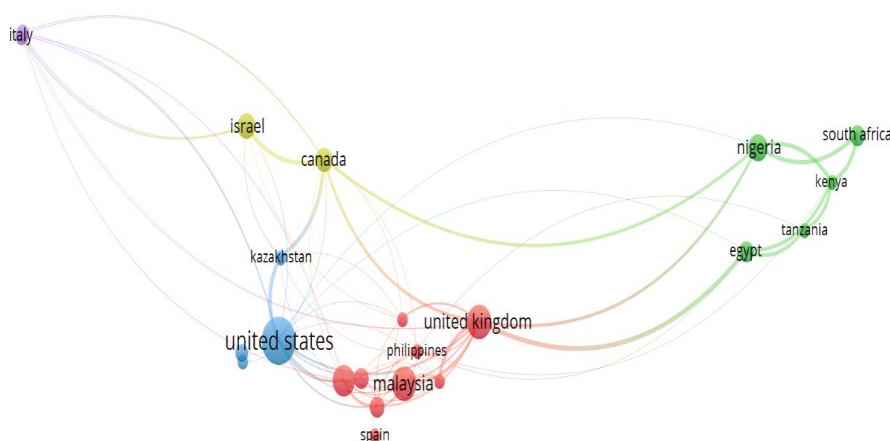 italy
israel
canada
nigeria
south africa
kenya
tanzania
egypt
kazakhstan
united states
united kingdom
philippines
malaysia
spain